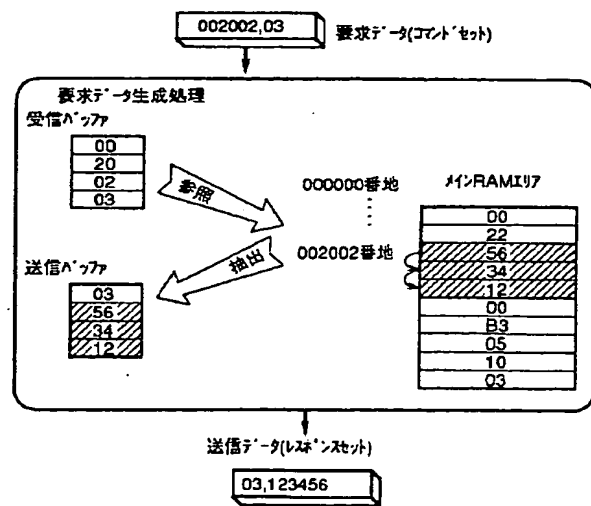 002002,03
要求データ(コマンドセット)
要求データ生成処理
受信バッファ
00
20
02
03
参照
000000番地
002002番地
メインRAMエリア
00
22
56
34
12
00
B3
05
10
03
抽出
送信バッファ
03
56
34
12
送信データ(レスポンスセット)
03,123456